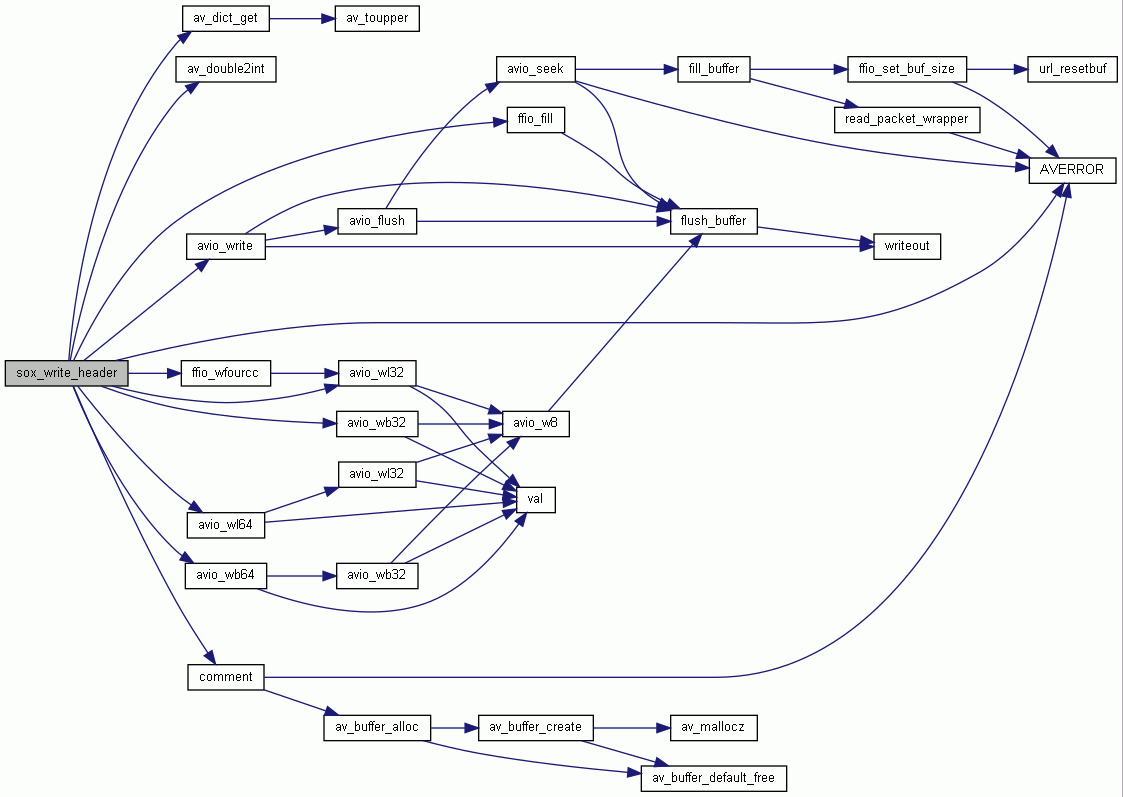 av_dict_get
av_toupper
av_double2int
avio_seek
fill_buffer
ffio_set_buf_size
url_resetbuf
ffio_fill
read_packet_wrapper
AVERROR
avio_flush
flush_buffer
avio_write
writeout
sox_write_header
ffio_wfourcc
avio_wl32
avio_wb32
avio_w8
avio_wl32
val
avio_wl64
avio_wb64
avio_wb32
comment
av_buffer_alloc
av_buffer_create
av_mallocz
av_buffer_default_free